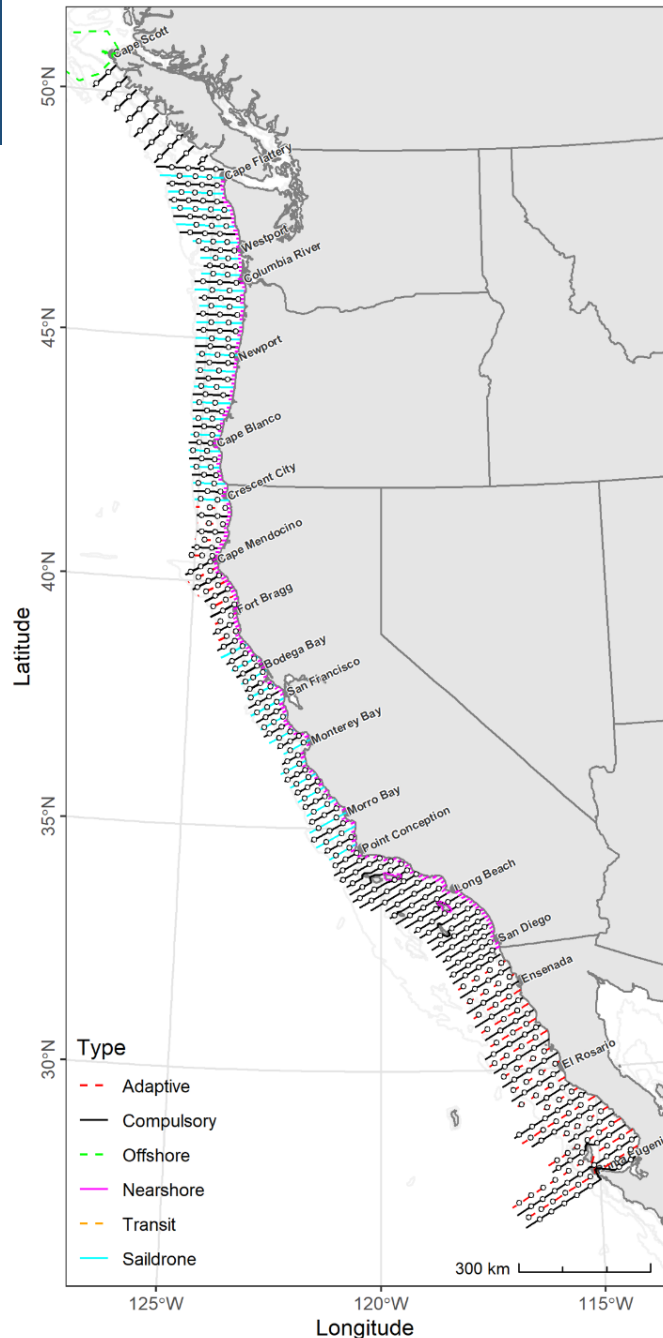 Cape Scott
50°N
Cape Flattery
Westport
Columbia River
45°N
Newport
Cape Blanco
Crescent City
Cape Mendocino
40°N
Fort Bragg
Latitude
Bodega Bay
San Francisco
Monterey Bay
Morro Bay
35°N
Point Conception
Long Beach
San Diego
Ensenada
El Rosario
30°N
Type
Adaptive
Compulsory
Offshore
Nearshore
Transit
Saildrone
300 km
125°W
120°W
115°W
Longitude